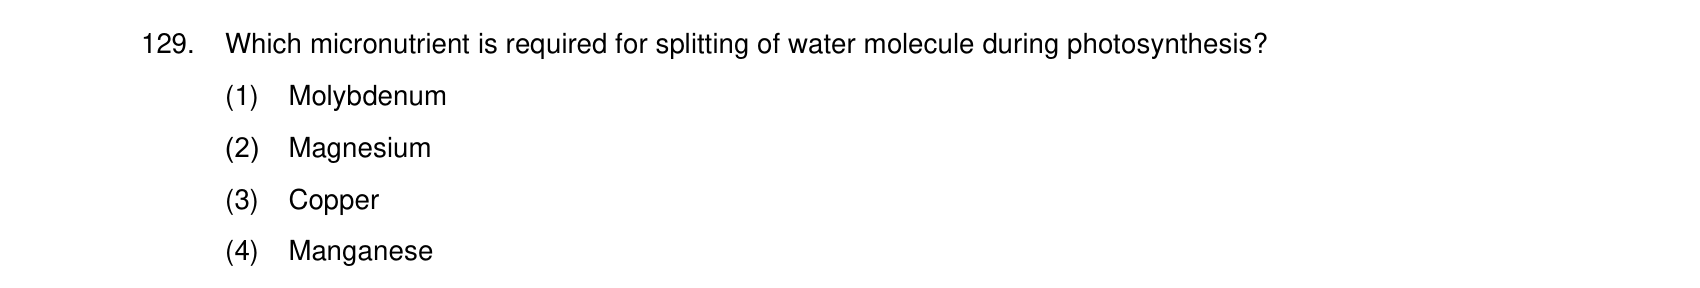 129. Which micronutrient is required for splitting of water molecule during photosynthesis?
(1) Molybdenum
(2) Magnesium
(3) Copper
(4) Manganese